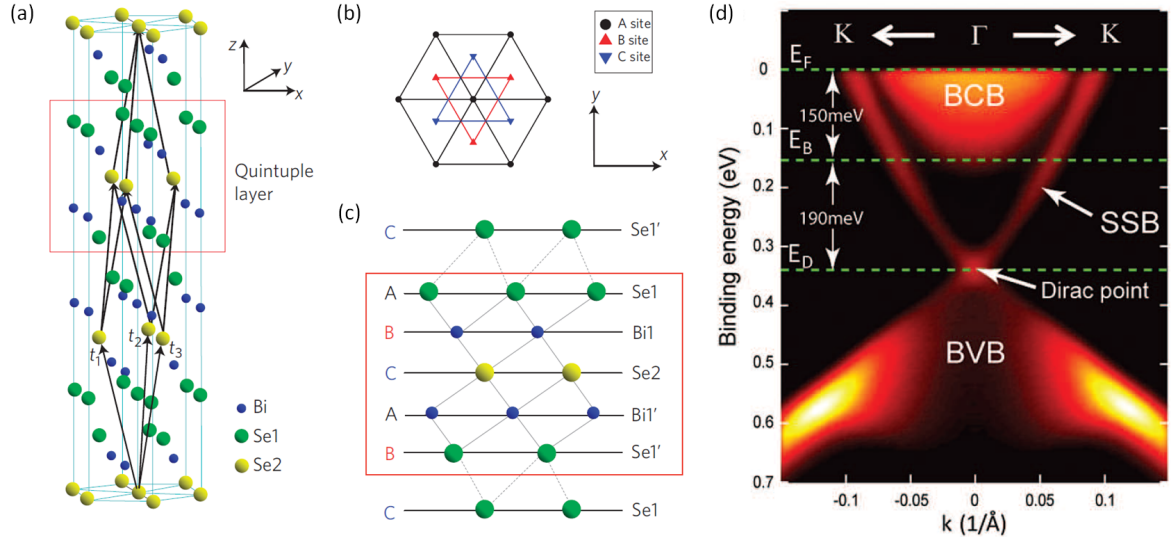 (a)
z
y
x
Quintuple
layer
t1
t2
t3
Bi
Se1
Se2
(b)
A site
B site
C site
y
x
(c)
C Se1′
A Se1
B Bi1
C Se2
A Bi1′
B Se1′
C Se1
(d)
K Γ K
EF
BCB
150meV
EB
190meV
SSB
ED
Dirac point
BVB
Binding energy (eV)
0
0.1
0.2
0.3
0.4
0.5
0.6
0.7
-0.1 -0.05 0 0.05 0.1
k (1/Å)